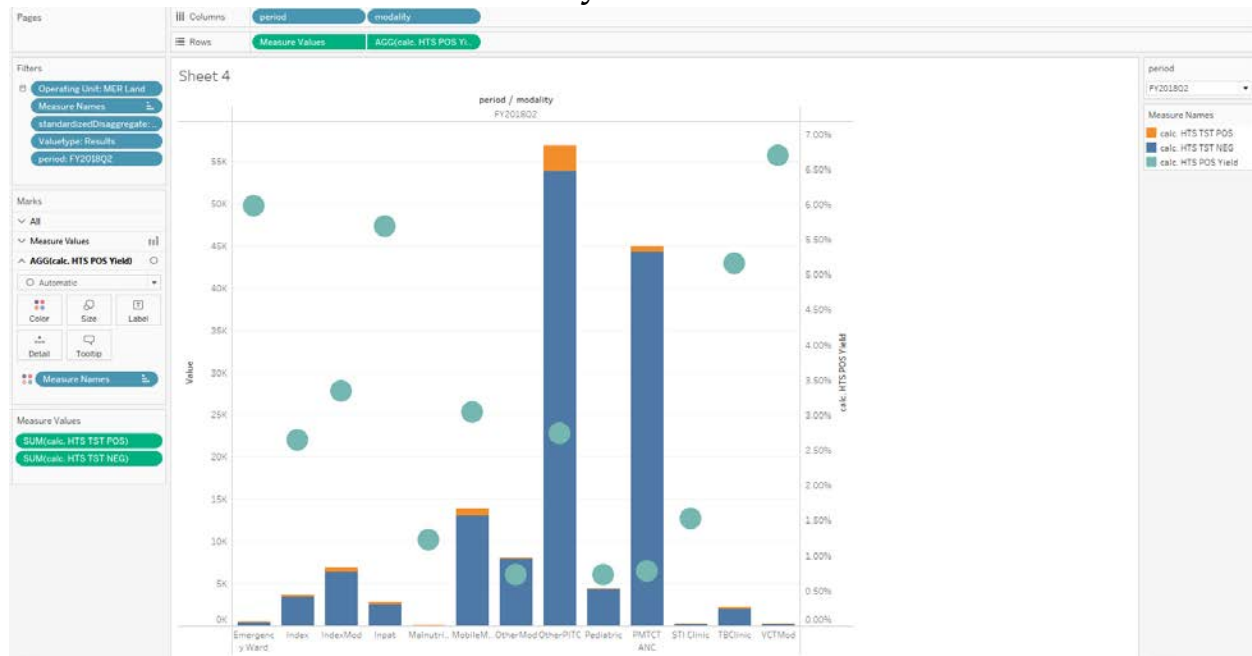 Pages
Columns
period
modality
Rows
Measure Values
AGG(calc. HTS POS Yi..
Filters
Operating Unit: MER Land
Measure Names
standardizedDisaggregate: ..
Valuetype: Results
period: FY2018Q2
Marks
All
Measure Values
AGG(calc. HTS POS Yield)
Automatic
Color
Size
Label
Detail
Tooltip
Measure Names
Measure Values
SUM(calc. HTS TST POS)
SUM(calc. HTS TST NEG)
Sheet 4
period / modality
FY2018Q2
Value
55K
50K
45K
40K
35K
30K
25K
20K
15K
10K
5K
0K
7.00%
6.50%
6.00%
5.50%
5.00%
4.50%
4.00%
3.50%
3.00%
2.50%
2.00%
1.50%
1.00%
0.50%
0.00%
calc. HTS POS Yield
Emergenc
y Ward
Index
IndexMod
Inpat
Malnutri..
MobileM..
OtherMod
OtherPITC
Pediatric
PMTCT
ANC
STI Clinic
TBClinic
VCTMod
period
FY2018Q2
Measure Names
calc. HTS TST POS
calc. HTS TST NEG
calc. HTS POS Yield